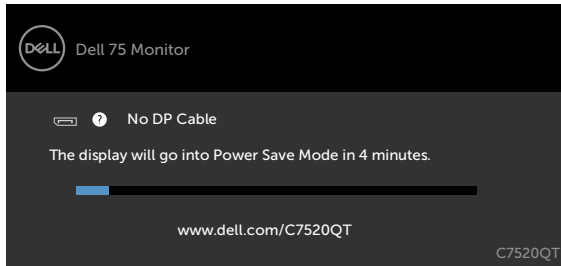 DELL
Dell 75 Monitor
? No DP Cable
The display will go into Power Save Mode in 4 minutes.
www.dell.com/C7520QT
C7520QT